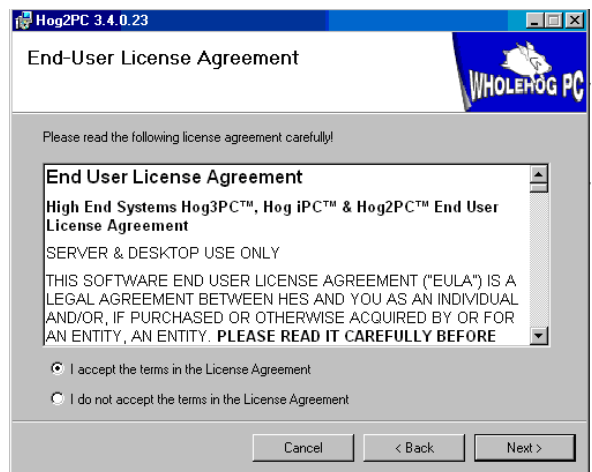 Hog2PC 3.4.0.23
End-User License Agreement
WHOLEHOG PC
Please read the following license agreement carefully!
End User License Agreement
High End Systems Hog3PC™, Hog iPC™ & Hog2PC™ End User
License Agreement
SERVER & DESKTOP USE ONLY
THIS SOFTWARE END USER LICENSE AGREEMENT ("EULA") IS A
LEGAL AGREEMENT BETWEEN HES AND YOU AS AN INDIVIDUAL
AND/OR, IF PURCHASED OR OTHERWISE ACQUIRED BY OR FOR
AN ENTITY, AN ENTITY. PLEASE READ IT CAREFULLY BEFORE
I accept the terms in the License Agreement
I do not accept the terms in the License Agreement
Cancel < Back Next >